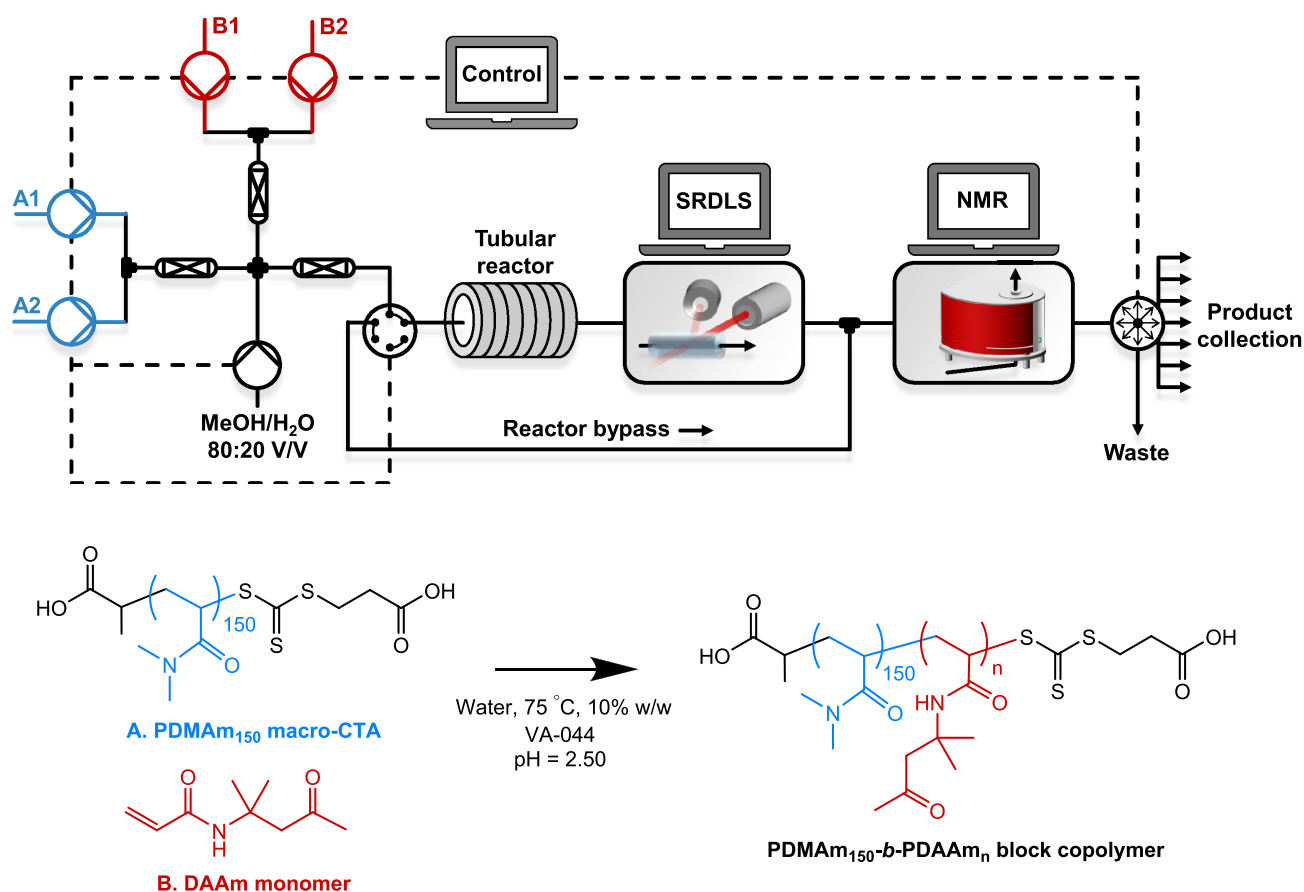 B1
B2
Control
A1
A2
SRDLS
NMR
Tubular
reactor
Product
collection
MeOH/H₂O
80:20 V/V
Reactor bypass
Waste
O
HO
150
S
S
S
O
OH
N
O
A. PDMAm₁₅₀ macro-CTA
O
N
H
O
B. DAAm monomer
Water, 75 °C, 10% w/w
VA-044
pH = 2.50
O
HO
150
n
S
S
S
O
OH
N
O
HN
O
O
PDMAm₁₅₀-b-PDAAmₙ block copolymer